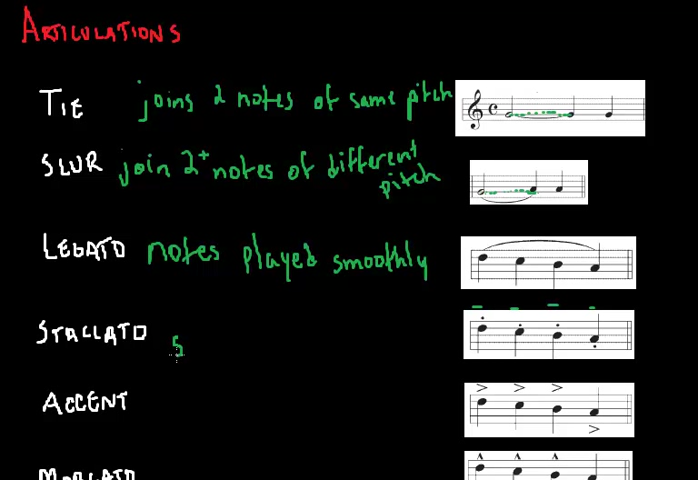 ARTICULATIONS
TIE joins 2 notes of same pitch
SLUR join 2+ notes of different
pitch
LEGATO notes played smoothly
STACCATO s
ACCENT
MARCATO